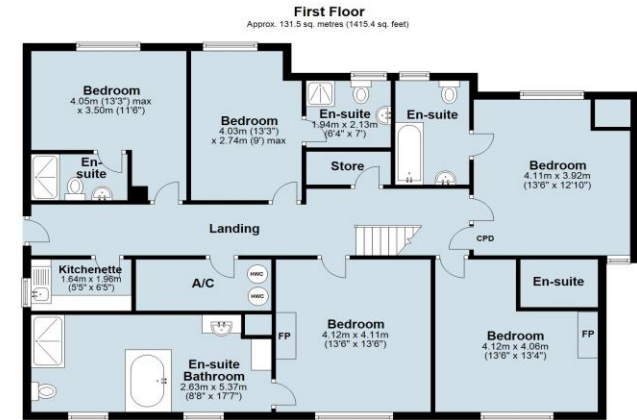 First Floor
Approx. 131.5 sq. metres (1415.4 sq. feet)
Bedroom
4.05m (13'3") max
x 3.50m (11'6")
Bedroom
4.03m (13'3")
x 2.74m (9') max
En-suite
1.94m x 2.13m
(6'4" x 7')
En-suite
Bedroom
4.11m x 3.92m
(13'6" x 12'10")
En-
suite
Store
Landing
CPD
Kitchenette
1.64m x 1.96m
(5'5" x 6'5")
A/C
HWC
HWC
En-suite
Bedroom
4.12m x 4.11m
(13'6" x 13'6")
FP
Bedroom
4.12m x 4.06m
(13'6" x 13'4")
FP
En-suite
Bathroom
2.63m x 5.37m
(8'8" x 17'7")